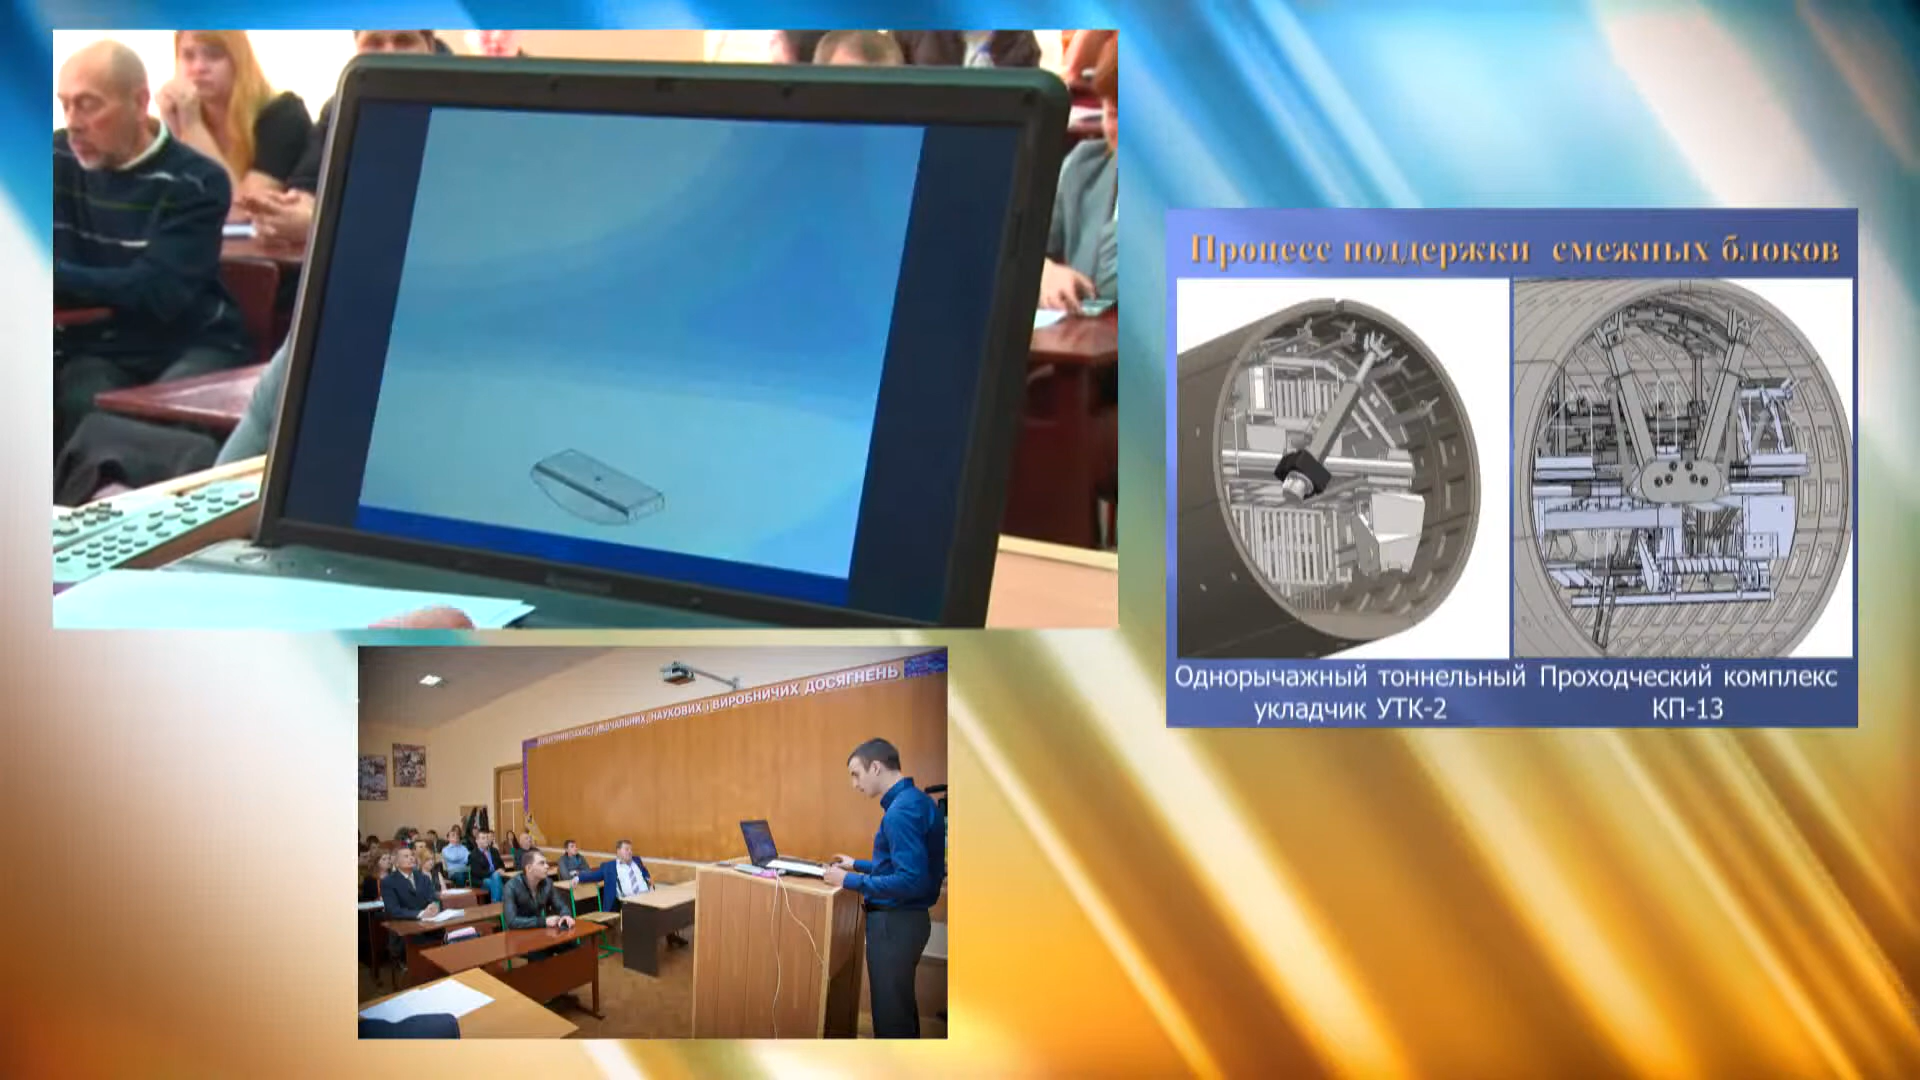 Процесс поддержки смежных блоков
Однорычажный тоннельный
укладчик УТК-2
Проходческий комплекс
КП-13
НАУКОВИХ І ВИРОБНИЧИХ ДОСЯГНЕНЬ